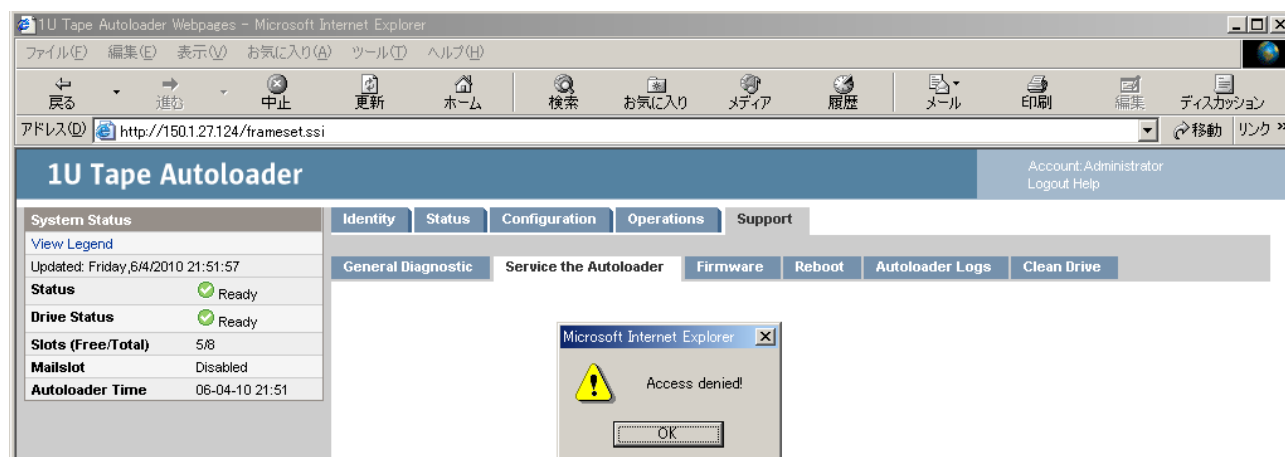 1U Tape Autoloader Webpages - Microsoft Internet Explorer
ファイル(F) 編集(E) 表示(V) お気に入り(A) ツール(T) ヘルプ(H)
戻る 進む 中止 更新 ホーム 検索 お気に入り メディア 履歴 メール 印刷 編集 ディスカッション
アドレス(D) http://150.1.27.124/frameset.ssi 移動 リンク »
1U Tape Autoloader
Account:Administrator
Logout Help
System Status
View Legend
Updated: Friday,6/4/2010 21:51:57
Status Ready
Drive Status Ready
Slots (Free/Total) 5/8
Mailslot Disabled
Autoloader Time 06-04-10 21:51
Identity Status Configuration Operations Support
General Diagnostic Service the Autoloader Firmware Reboot Autoloader Logs Clean Drive
Microsoft Internet Explorer
Access denied!
OK